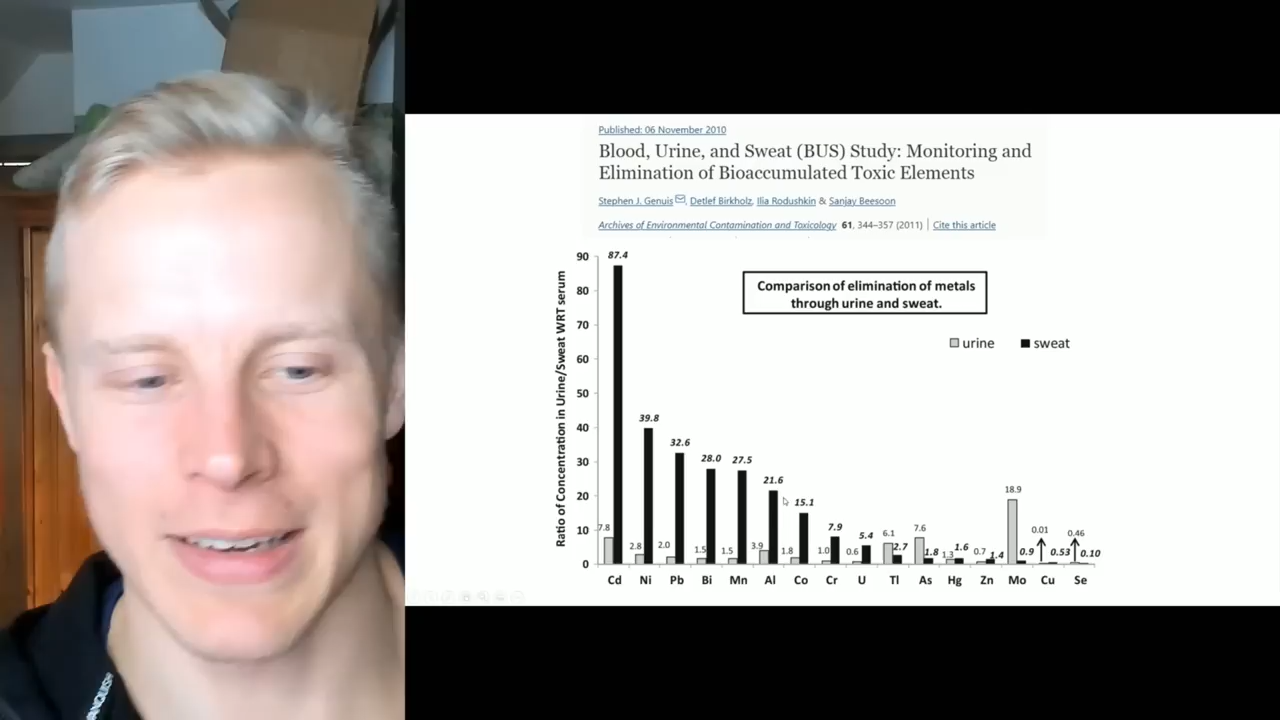 Published: 06 November 2010
Blood, Urine, and Sweat (BUS) Study: Monitoring and
Elimination of Bioaccumulated Toxic Elements
Stephen J. Genuis, Detlef Birkholz, Ilia Rodushkin & Sanjay Beesoon
Archives of Environmental Contamination and Toxicology 61, 344–357 (2011) | Cite this article
Ratio of Concentration in Urine/Sweat WRT serum
90
80
70
60
50
40
30
20
10
0
Comparison of elimination of metals
through urine and sweat.
urine sweat
7.8 87.4
2.8 39.8
2.0 32.6
1.5 28.0
1.5 27.5
3.9 21.6
1.8 15.1
1.0 7.9
0.6 5.4
6.1 2.7
7.6 1.8
1.3 1.6
0.7 1.4
18.9 0.9
0.01 0.53
0.46 0.10
Cd Ni Pb Bi Mn Al Co Cr U Tl As Hg Zn Mo Cu Se
VANQUISH